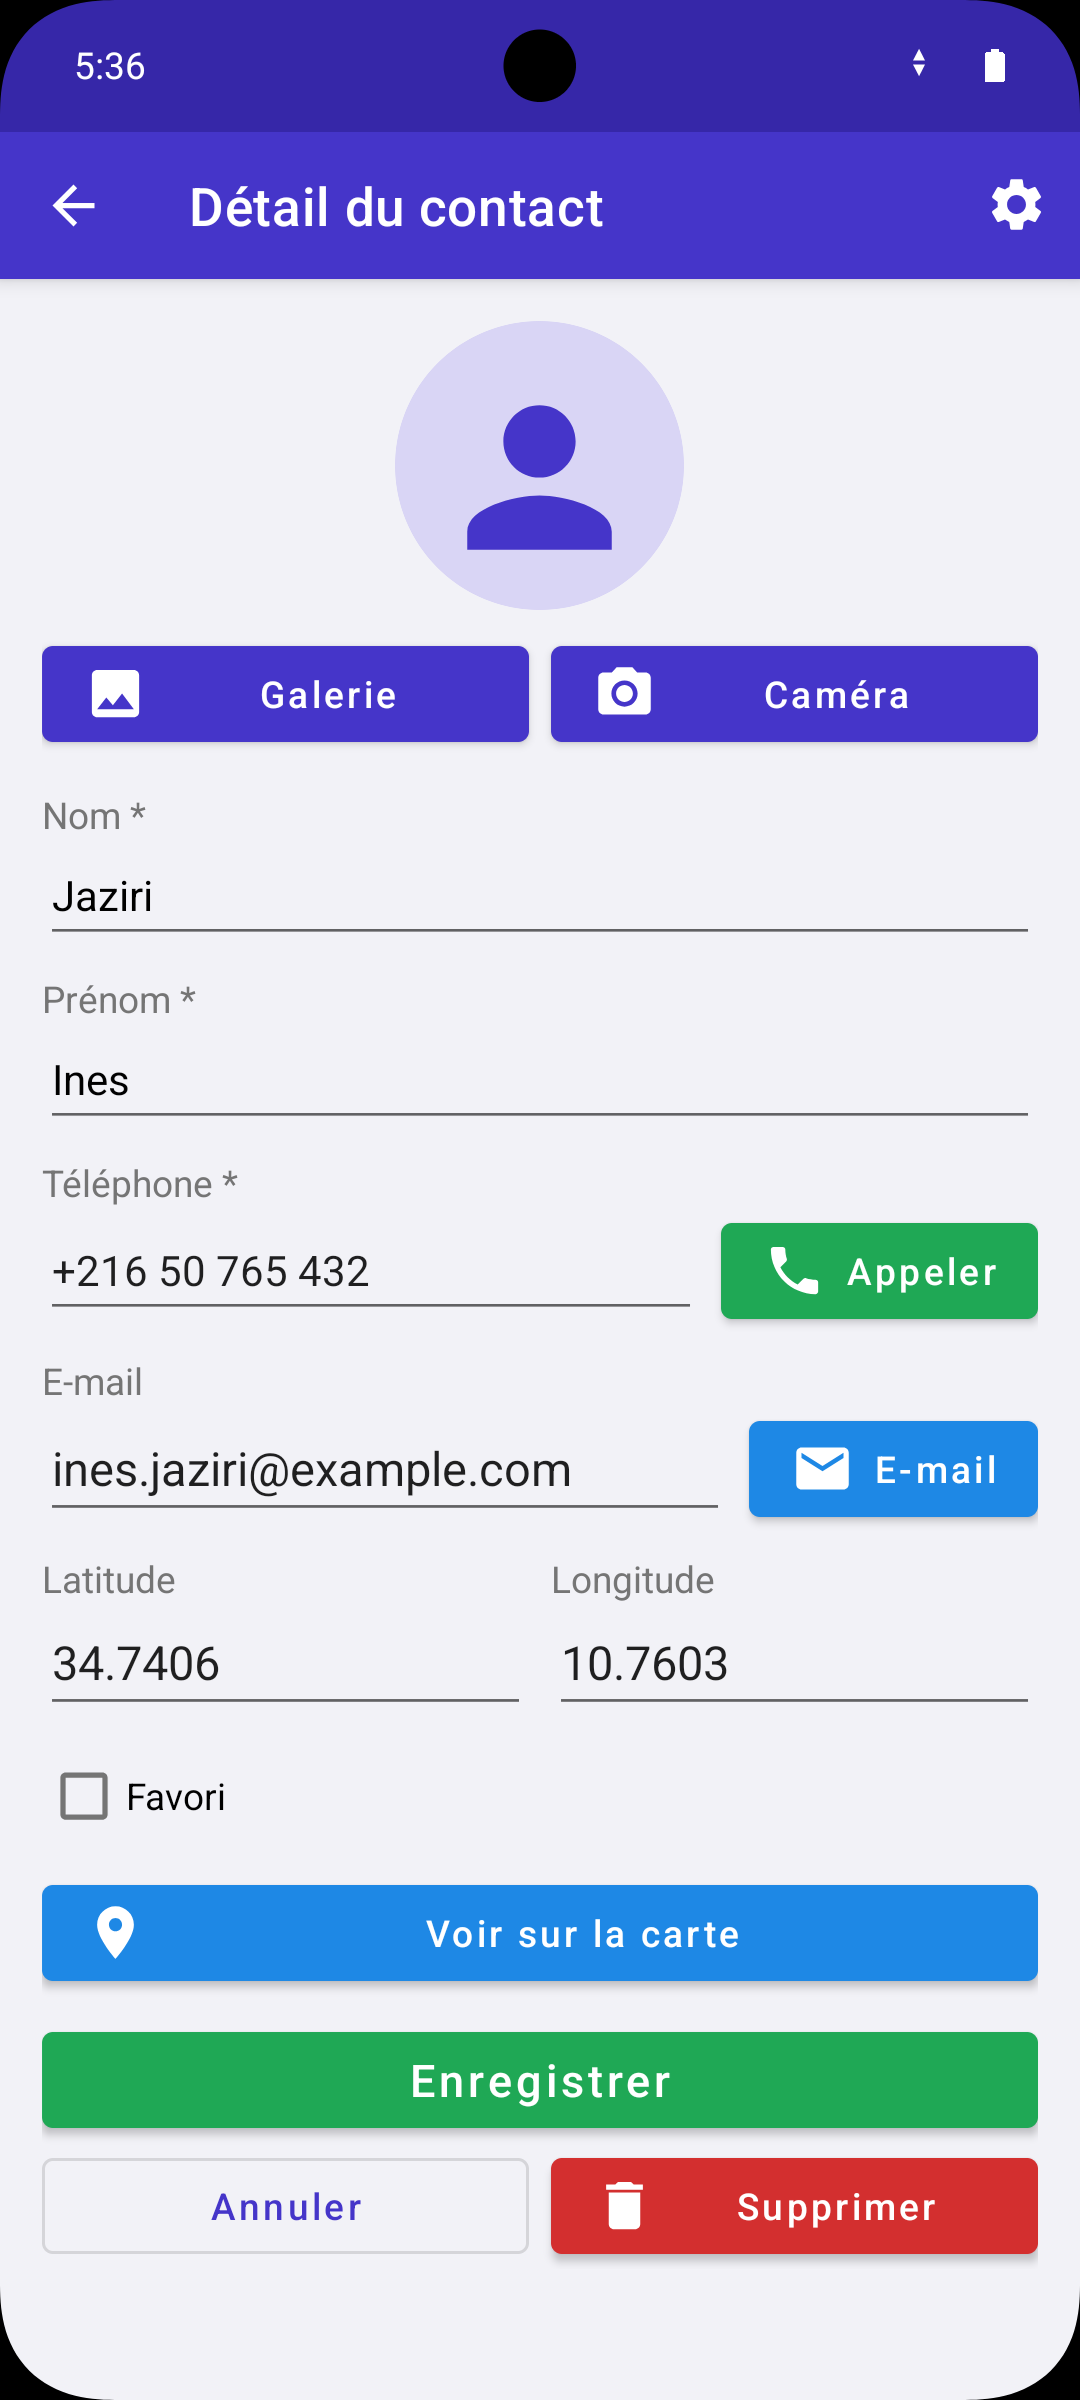 5:36
Détail du contact
Galerie
Caméra
Nom *
Jaziri
Prénom *
Ines
Téléphone *
+216 50 765 432
Appeler
E-mail
ines.jaziri@example.com
E-mail
Latitude
Longitude
34.7406
10.7603
Favori
Voir sur la carte
Enregistrer
Annuler
Supprimer